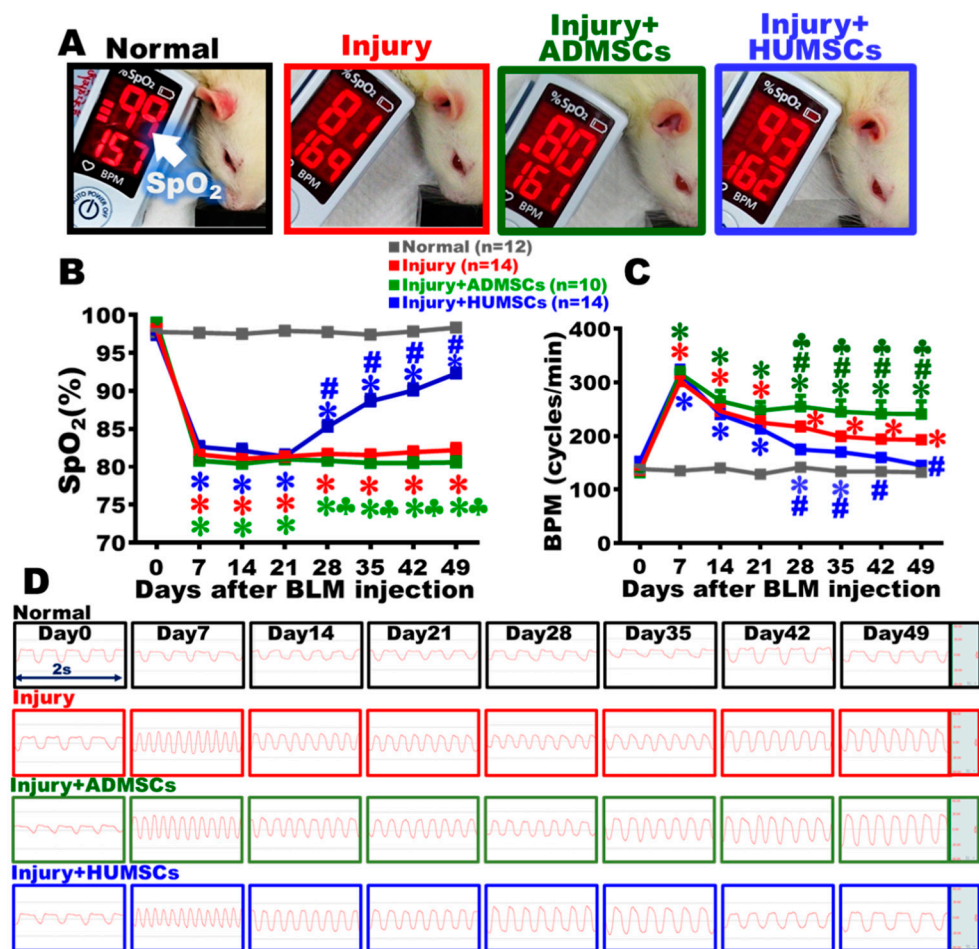 A
Normal
Injury
Injury+
ADMSCs
Injury+
HUMSCs
%SpO2
99
157
BPM
AUTO POWER OFF
SpO2
%SpO2
81
169
BPM
%SpO2
80
161
BPM
%SpO2
93
162
BPM
Normal (n=12)
Injury (n=14)
Injury+ADMSCs (n=10)
Injury+HUMSCs (n=14)
B
SpO2(%)
100
95
90
85
80
75
70
# # # #
* * * *
* * * * * * *
* * * * * * *
* * *♣ *♣ *♣ *♣
0 7 14 21 28 35 42 49
Days after BLM injection
C
BPM (cycles/min)
400
300
200
100
0
* * * ♣ ♣ ♣ ♣
* * * # # # #
* * * *
* * * *
* * * * * #
# # #
0 7 14 21 28 35 42 49
Days after BLM injection
D
Normal
Day0 Day7 Day14 Day21 Day28 Day35 Day42 Day49
2s
Injury
Injury+ADMSCs
Injury+HUMSCs